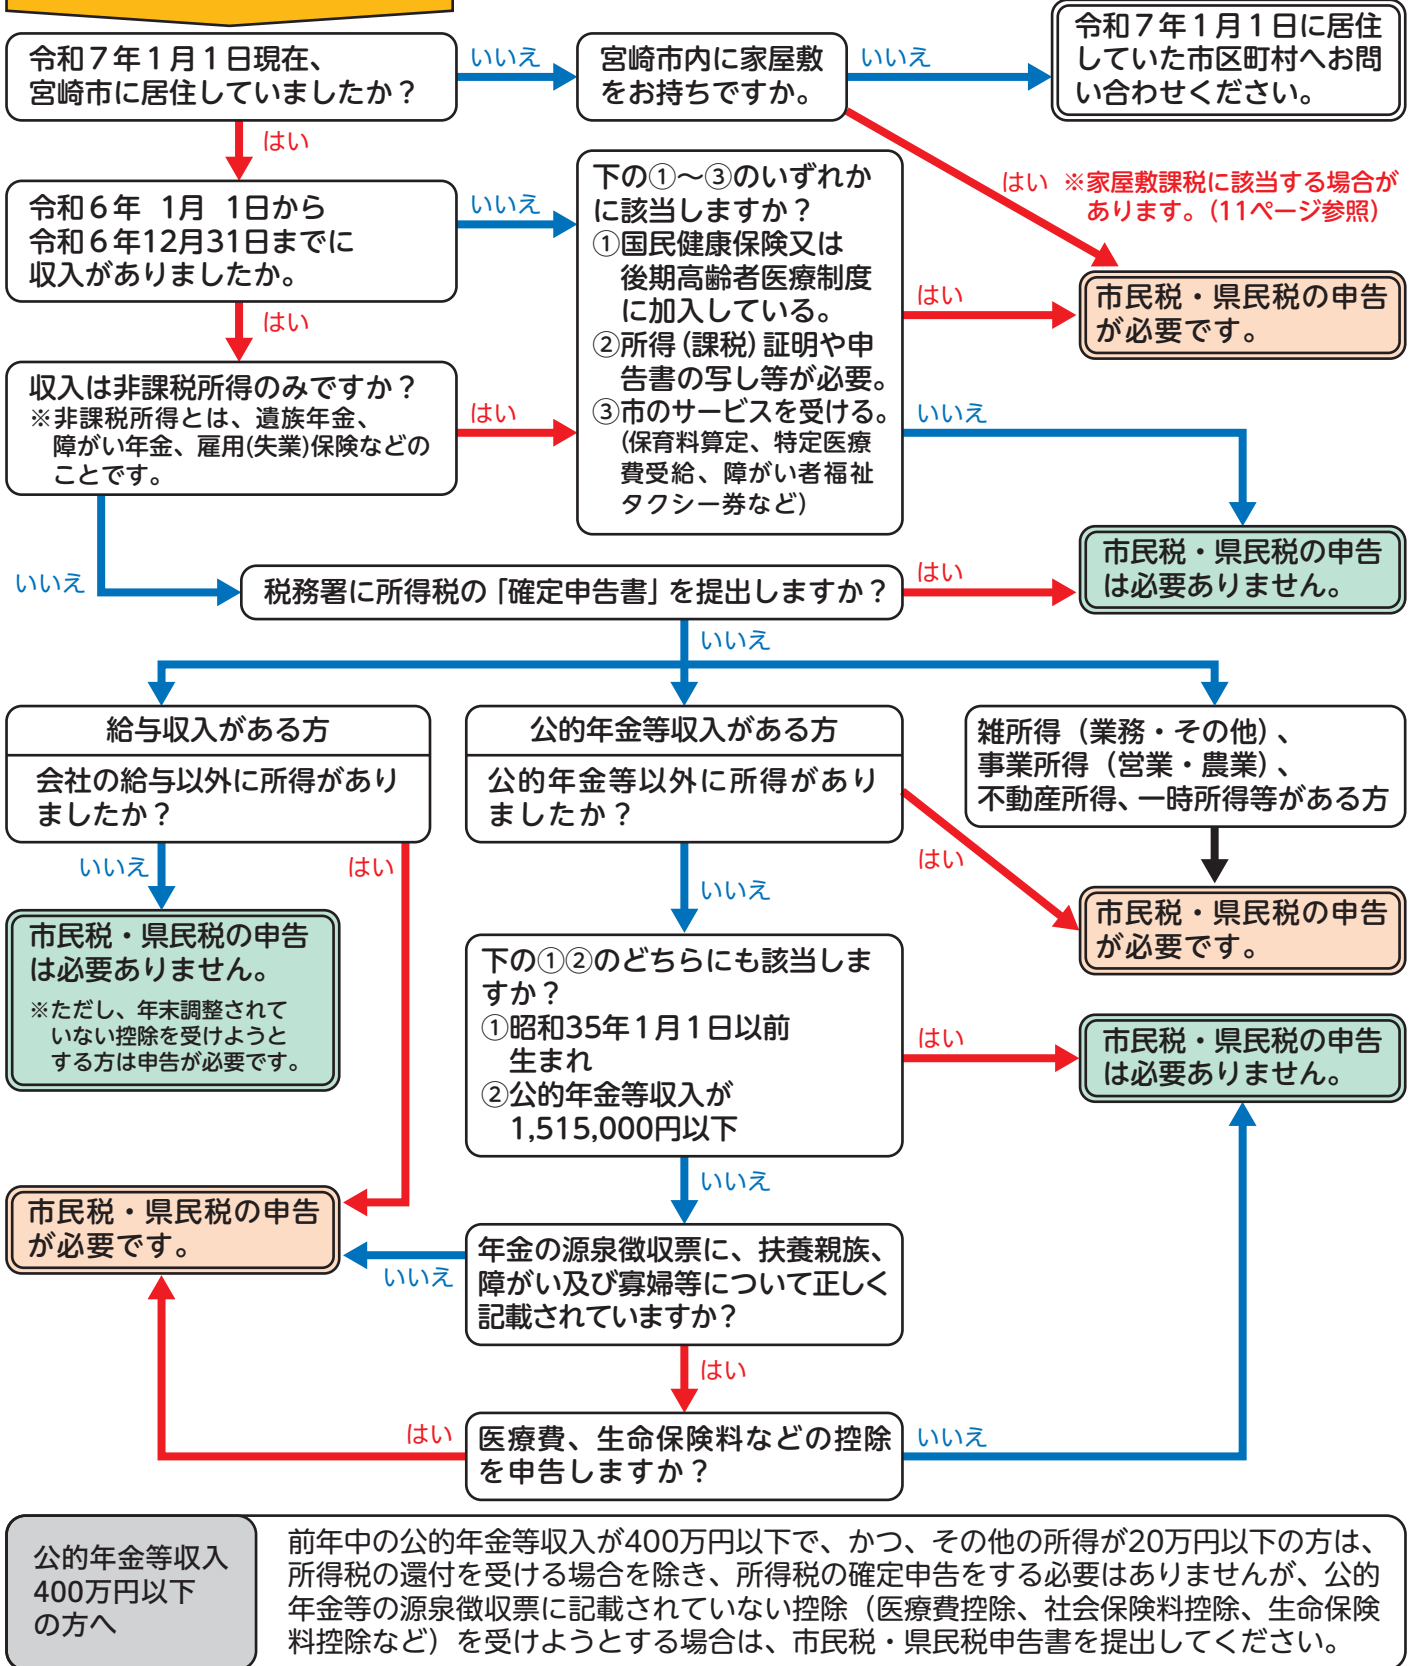 令和７年１月１日現在、
宮崎市に居住していましたか？
いいえ
宮崎市内に家屋敷
をお持ちですか。
いいえ
令和７年１月１日に居住
していた市区町村へお問
い合わせください。
はい
はい
※家屋敷課税に該当する場合が
あります。（11ページ参照）
令和６年 1月 1日から
令和６年12月31日までに
収入がありましたか。
いいえ
下の①～③のいずれか
に該当しますか？
①国民健康保険又は
後期高齢者医療制度
に加入している。
②所得（課税）証明や申
告書の写し等が必要。
③市のサービスを受ける。
（保育料算定、特定医療
費受給、障がい者福祉
タクシー券など）
はい
市民税・県民税の申告
が必要です。
はい
収入は非課税所得のみですか？
※非課税所得とは、遺族年金、
障がい年金、雇用(失業)保険などの
ことです。
はい
いいえ
市民税・県民税の申告
は必要ありません。
いいえ
税務署に所得税の「確定申告書」を提出しますか？
はい
いいえ
給与収入がある方
会社の給与以外に所得があり
ましたか？
公的年金等収入がある方
公的年金等以外に所得があり
ましたか？
雑所得（業務・その他）、
事業所得（営業・農業）、
不動産所得、一時所得等がある方
いいえ
はい
いいえ
はい
市民税・県民税の申告
は必要ありません。
※ただし、年末調整されて
いない控除を受けようと
する方は申告が必要です。
市民税・県民税の申告
が必要です。
下の①②のどちらにも該当しま
すか？
①昭和35年１月１日以前
生まれ
②公的年金等収入が
1,515,000円以下
はい
市民税・県民税の申告
は必要ありません。
いいえ
市民税・県民税の申告
が必要です。
いいえ
年金の源泉徴収票に、扶養親族、
障がい及び寡婦等について正しく
記載されていますか？
はい
はい
医療費、生命保険料などの控除
を申告しますか？
いいえ
公的年金等収入
400万円以下
の方へ
前年中の公的年金等収入が400万円以下で、かつ、その他の所得が20万円以下の方は、
所得税の還付を受ける場合を除き、所得税の確定申告をする必要はありませんが、公的
年金等の源泉徴収票に記載されていない控除（医療費控除、社会保険料控除、生命保険
料控除など）を受けようとする場合は、市民税・県民税申告書を提出してください。